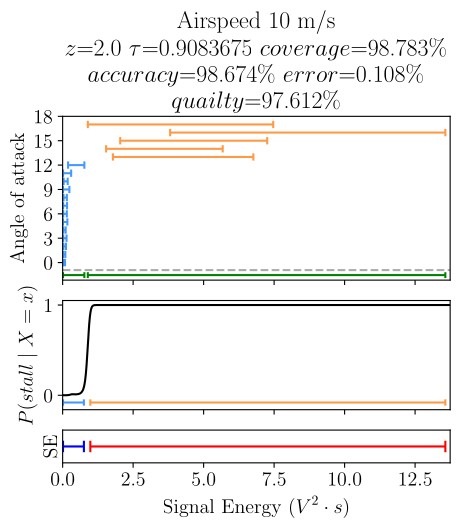 Airspeed 10 m/s
z=2.0 τ=0.9083675 coverage=98.783%
accuracy=98.674% error=0.108%
quailty=97.612%
18
15
12
9
6
3
0
Angle of attack
1
0
P(stall | X = x)
SE
0.0 2.5 5.0 7.5 10.0 12.5
Signal Energy (V² · s)